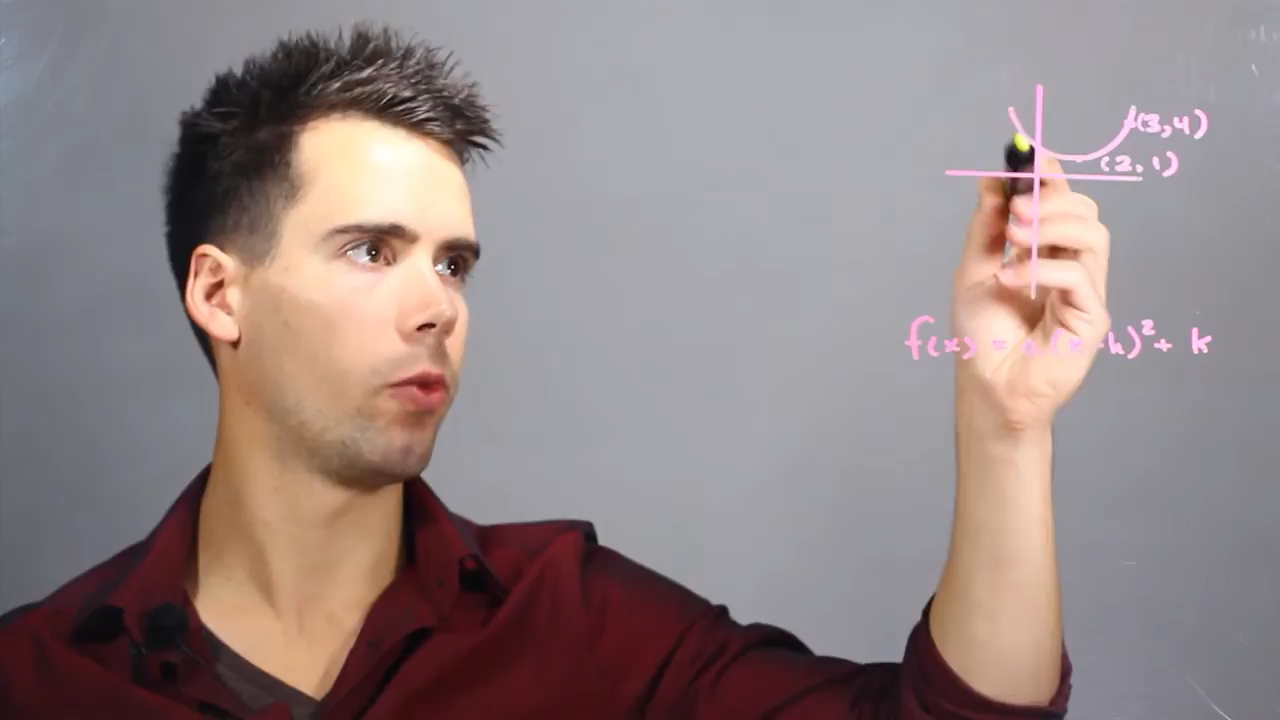 (3,4)
(2,1)
f(x) = a(x-h)²+ k